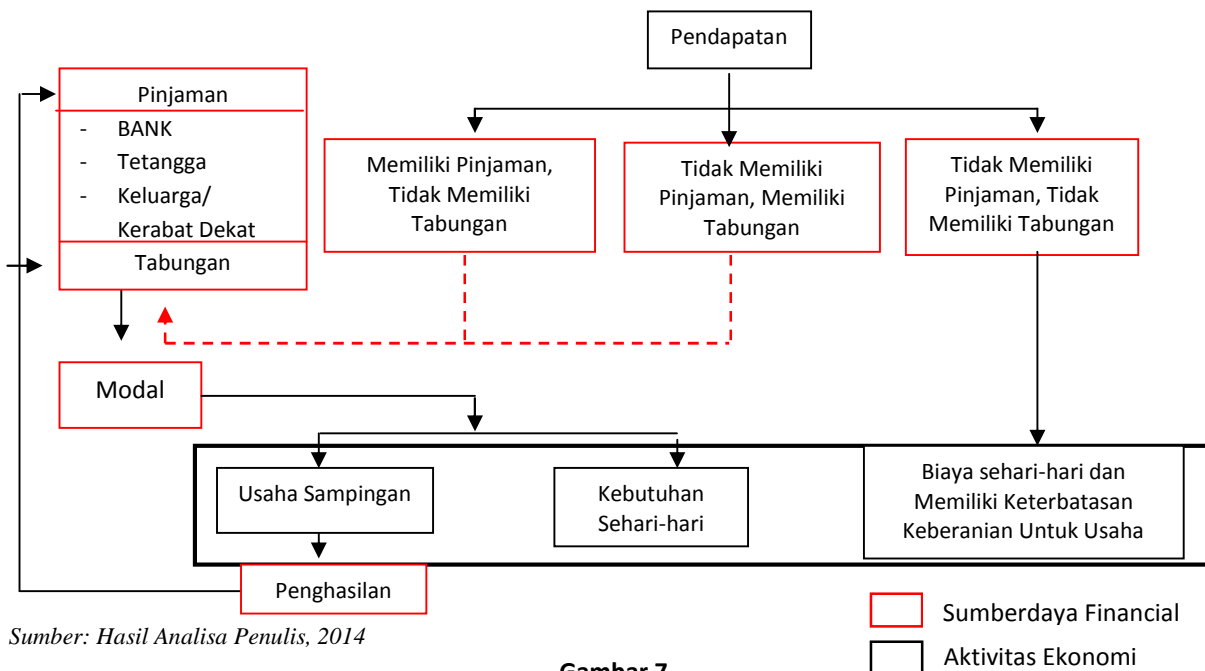 Pendapatan
Pinjaman
- BANK
- Tetangga
- Keluarga/
Kerabat Dekat
Tabungan
Memiliki Pinjaman,
Tidak Memiliki
Tabungan
Tidak Memiliki
Pinjaman, Memiliki
Tabungan
Tidak Memiliki
Pinjaman, Tidak
Memiliki Tabungan
Modal
Usaha Sampingan
Kebutuhan
Sehari-hari
Biaya sehari-hari dan
Memiliki Keterbatasan
Keberanian Untuk Usaha
Penghasilan
Sumberdaya Financial
Aktivitas Ekonomi
Sumber: Hasil Analisa Penulis, 2014
Gambar 7